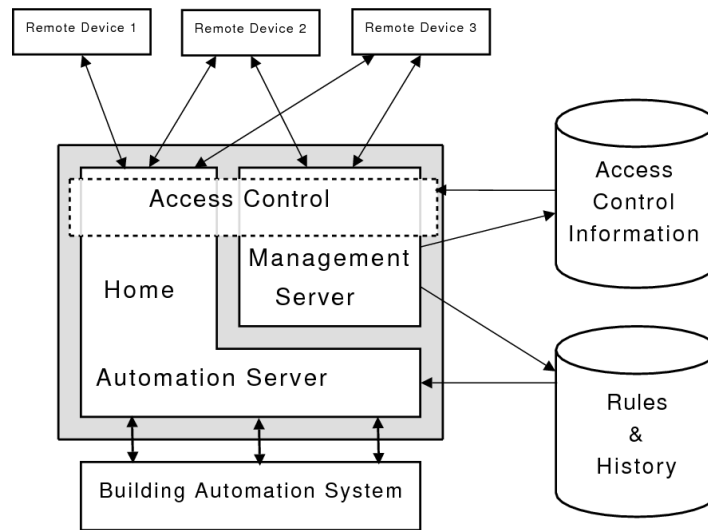 Remote Device 1
Remote Device 2
Remote Device 3
Access Control
Management
Server
Home
Automation Server
Building Automation System
Access
Control
Information
Rules
&
History